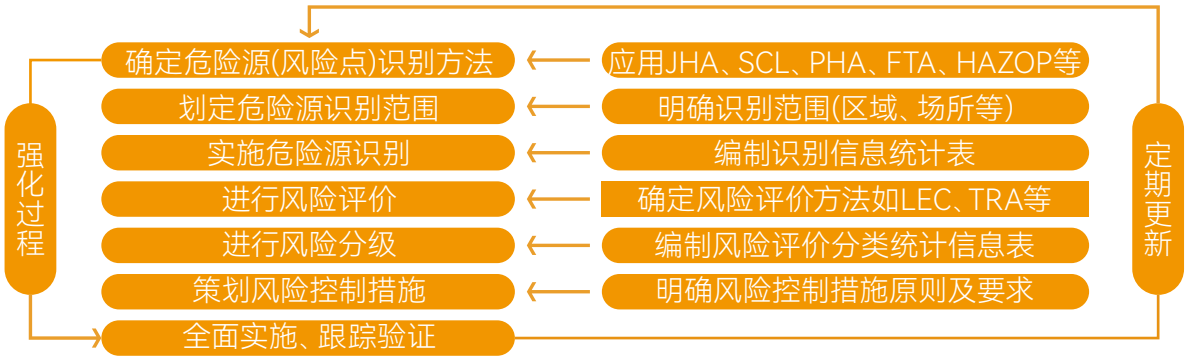 确定危险源(风险点)识别方法
应用JHA、SCL、PHA、FTA、HAZOP等
划定危险源识别范围
明确识别范围(区域、场所等)
实施危险源识别
编制识别信息统计表
进行风险评价
确定风险评价方法如LEC、TRA等
进行风险分级
编制风险评价分类统计信息表
策划风险控制措施
明确风险控制措施原则及要求
全面实施、跟踪验证
强化过程
定期更新